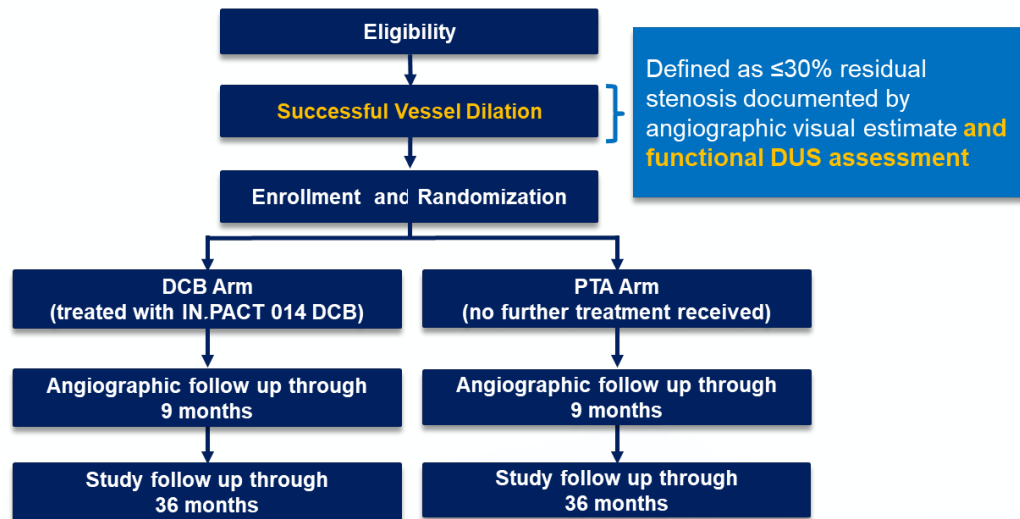 Eligibility
Defined as ≤30% residual
stenosis documented by
angiographic visual estimate and
functional DUS assessment
Successful Vessel Dilation
Enrollment and Randomization
DCB Arm
(treated with IN.PACT 014 DCB)
PTA Arm
(no further treatment received)
Angiographic follow up through
9 months
Angiographic follow up through
9 months
Study follow up through
36 months
Study follow up through
36 months